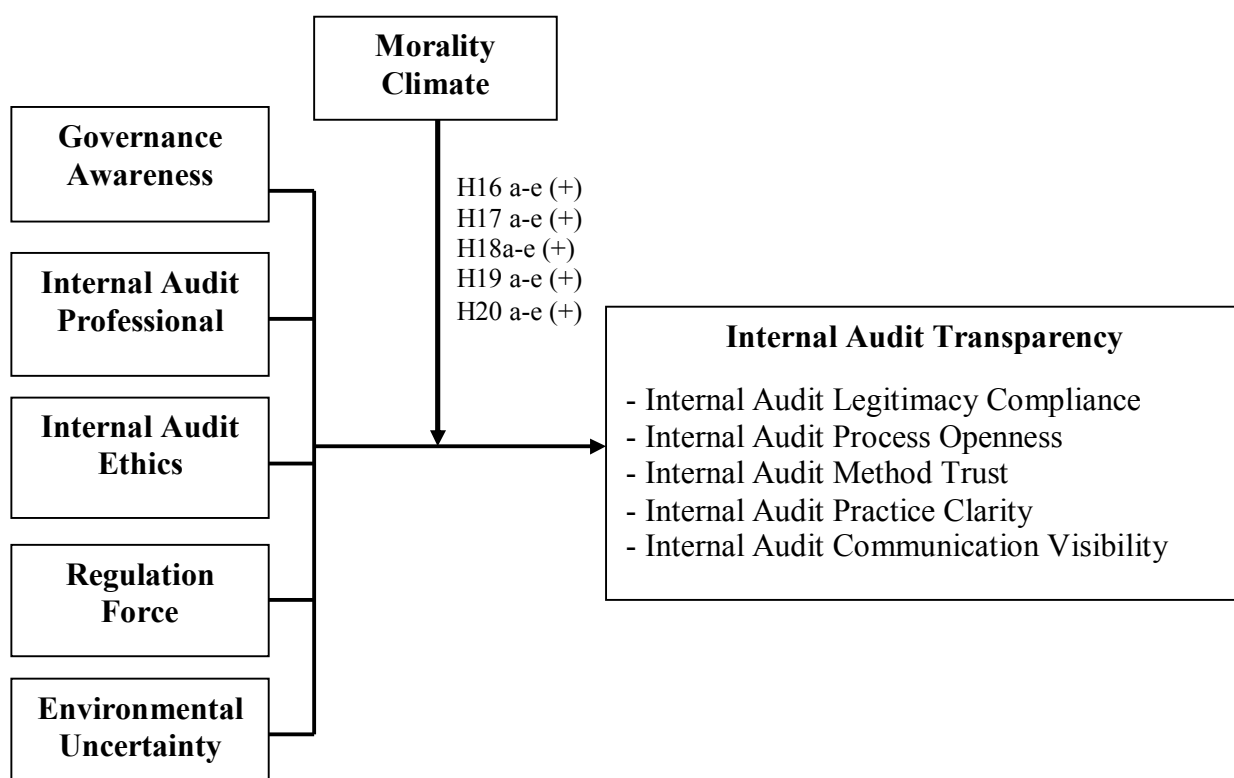 Morality
Climate
Governance
Awareness
H16 a-e (+)
H17 a-e (+)
H18a-e (+)
H19 a-e (+)
H20 a-e (+)
Internal Audit
Professional
Internal Audit Transparency
- Internal Audit Legitimacy Compliance
- Internal Audit Process Openness
- Internal Audit Method Trust
- Internal Audit Practice Clarity
- Internal Audit Communication Visibility
Internal Audit
Ethics
Regulation
Force
Environmental
Uncertainty